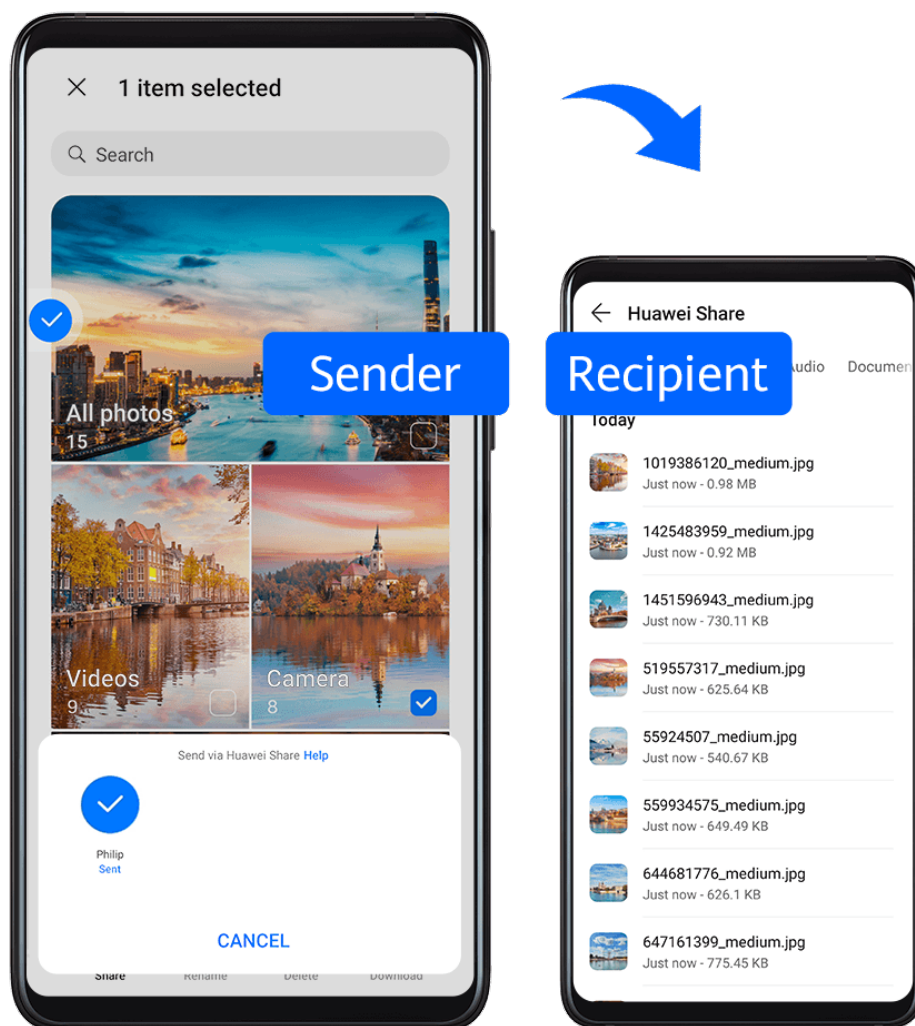 1 item selected
Search
All photos
15
Videos
9
Camera
8
Send via Huawei Share Help
Philip
Sent
CANCEL
Share Rename Delete Download
Sender
Recipient
Huawei Share
Documen
Today
1019386120_medium.jpg
Just now - 0.98 MB
1425483959_medium.jpg
Just now - 0.92 MB
1451596943_medium.jpg
Just now - 730.11 KB
519557317_medium.jpg
Just now - 625.64 KB
55924507_medium.jpg
Just now - 540.67 KB
559934575_medium.jpg
Just now - 649.49 KB
644681776_medium.jpg
Just now - 626.1 KB
647161399_medium.jpg
Just now - 775.45 KB